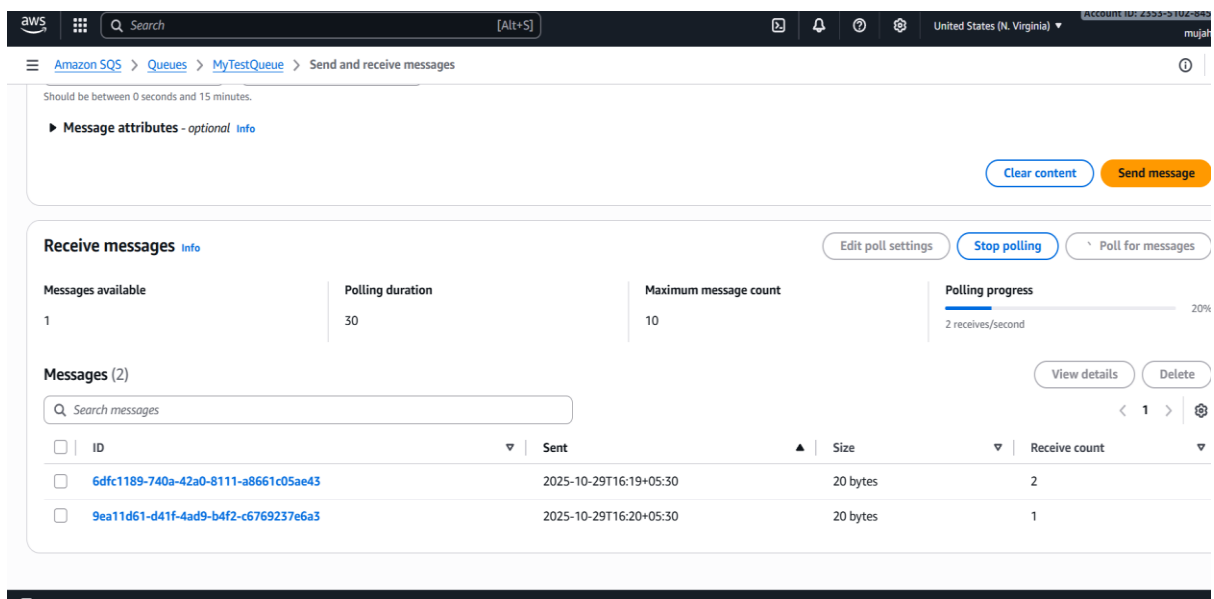 aws Search [Alt+S] United States (N. Virginia) Account ID: 2353-5102-845
mujah
Amazon SQS > Queues > MyTestQueue > Send and receive messages
Should be between 0 seconds and 15 minutes.
Message attributes - optional Info
Clear content Send message
Receive messages Info Edit poll settings Stop polling Poll for messages
Messages available Polling duration Maximum message count Polling progress
1 30 10 20%
2 receives/second
Messages (2) View details Delete
Search messages < 1 >
ID Sent Size Receive count
6dfc1189-740a-42a0-8111-a8661c05ae43 2025-10-29T16:19+05:30 20 bytes 2
9ea11d61-d41f-4ad9-b4f2-c6769237e6a3 2025-10-29T16:20+05:30 20 bytes 1